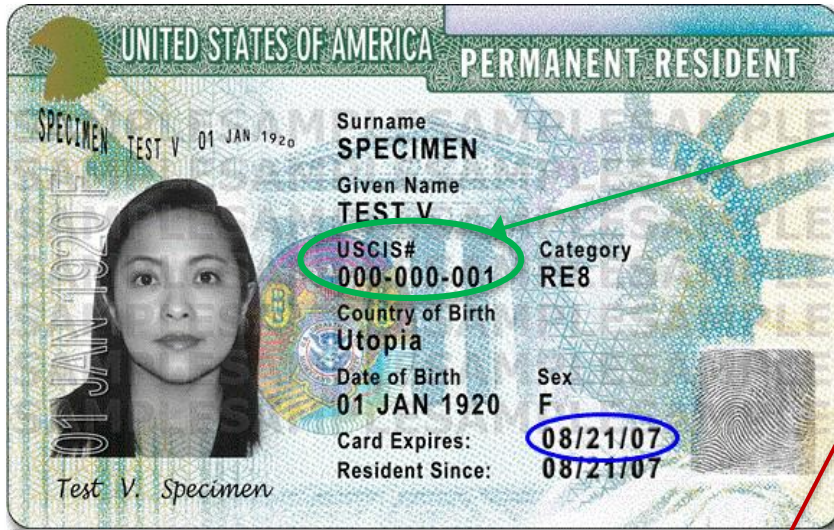 UNITED STATES OF AMERICA
PERMANENT RESIDENT
SPECIMEN TEST V 01 JAN 1920
Surname
SPECIMEN
Given Name
TEST V
USCIS#
000-000-001
Category
RE8
Country of Birth
Utopia
Date of Birth
01 JAN 1920
Sex
F
Card Expires: 08/21/07
Resident Since: 08/21/07
01 JAN 1920 F
Test V. Specimen